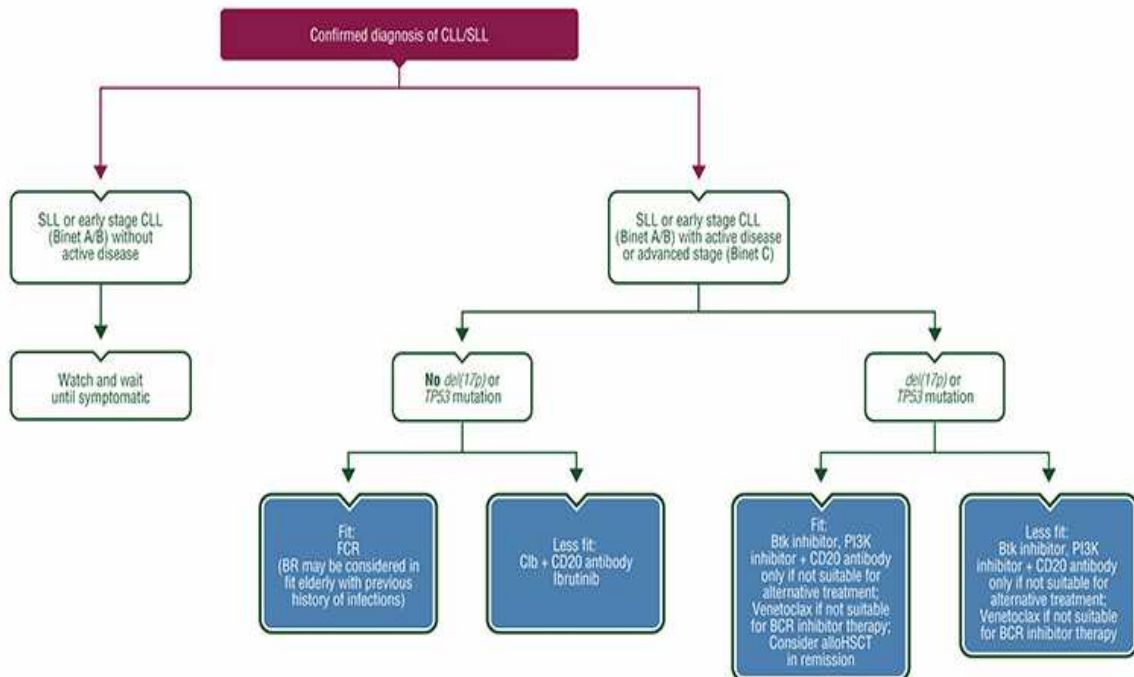 Confirmed diagnosis of CLL/SLL
SLL or early stage CLL
(Binet A/B) without
active disease
SLL or early stage CLL
(Binet A/B) with active disease
or advanced stage (Binet C)
Watch and wait
until symptomatic
No del(17p) or
TP53 mutation
del(17p) or
TP53 mutation
Fit:
FCR
(BR may be considered in
fit elderly with previous
history of infections)
Less fit:
Clb + CD20 antibody
Ibrutinib
Fit:
Btk inhibitor, PI3K
inhibitor + CD20 antibody
only if not suitable for
alternative treatment;
Venetoclax if not suitable
for BCR inhibitor therapy;
Consider alloHSCT
in remission
Less fit:
Btk inhibitor, PI3K
inhibitor + CD20 antibody
only if not suitable for
alternative treatment;
Venetoclax if not suitable
for BCR inhibitor therapy